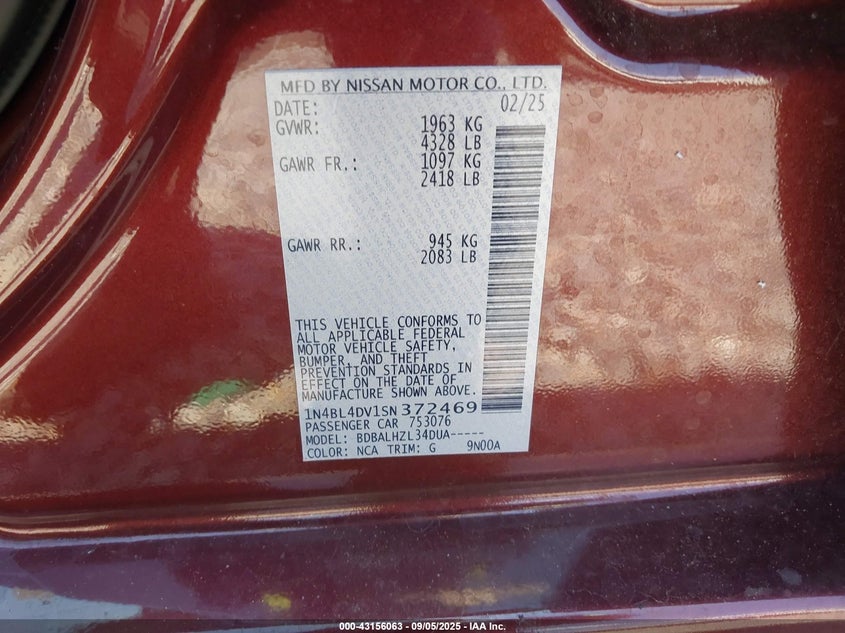 MFD BY NISSAN MOTOR CO., LTD.
DATE: 02/25
GVWR: 1963 KG
4328 LB
GAWR FR.: 1097 KG
2418 LB
GAWR RR.: 945 KG
2083 LB
THIS VEHICLE CONFORMS TO
ALL APPLICABLE FEDERAL
MOTOR VEHICLE SAFETY,
BUMPER, AND THEFT
PREVENTION STANDARDS IN
EFFECT ON THE DATE OF
MANUFACTURE SHOWN ABOVE.
1N4BL4DV1SN372469
PASSENGER CAR 753076
MODEL: BDBALHZL34DUA-----
COLOR: NCA TRIM: G 9N00A
000-43156063 - 09/05/2025 - IAA Inc.